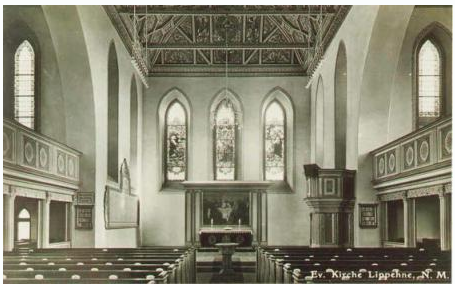 Ev. Kirche Lippehne, N. M.